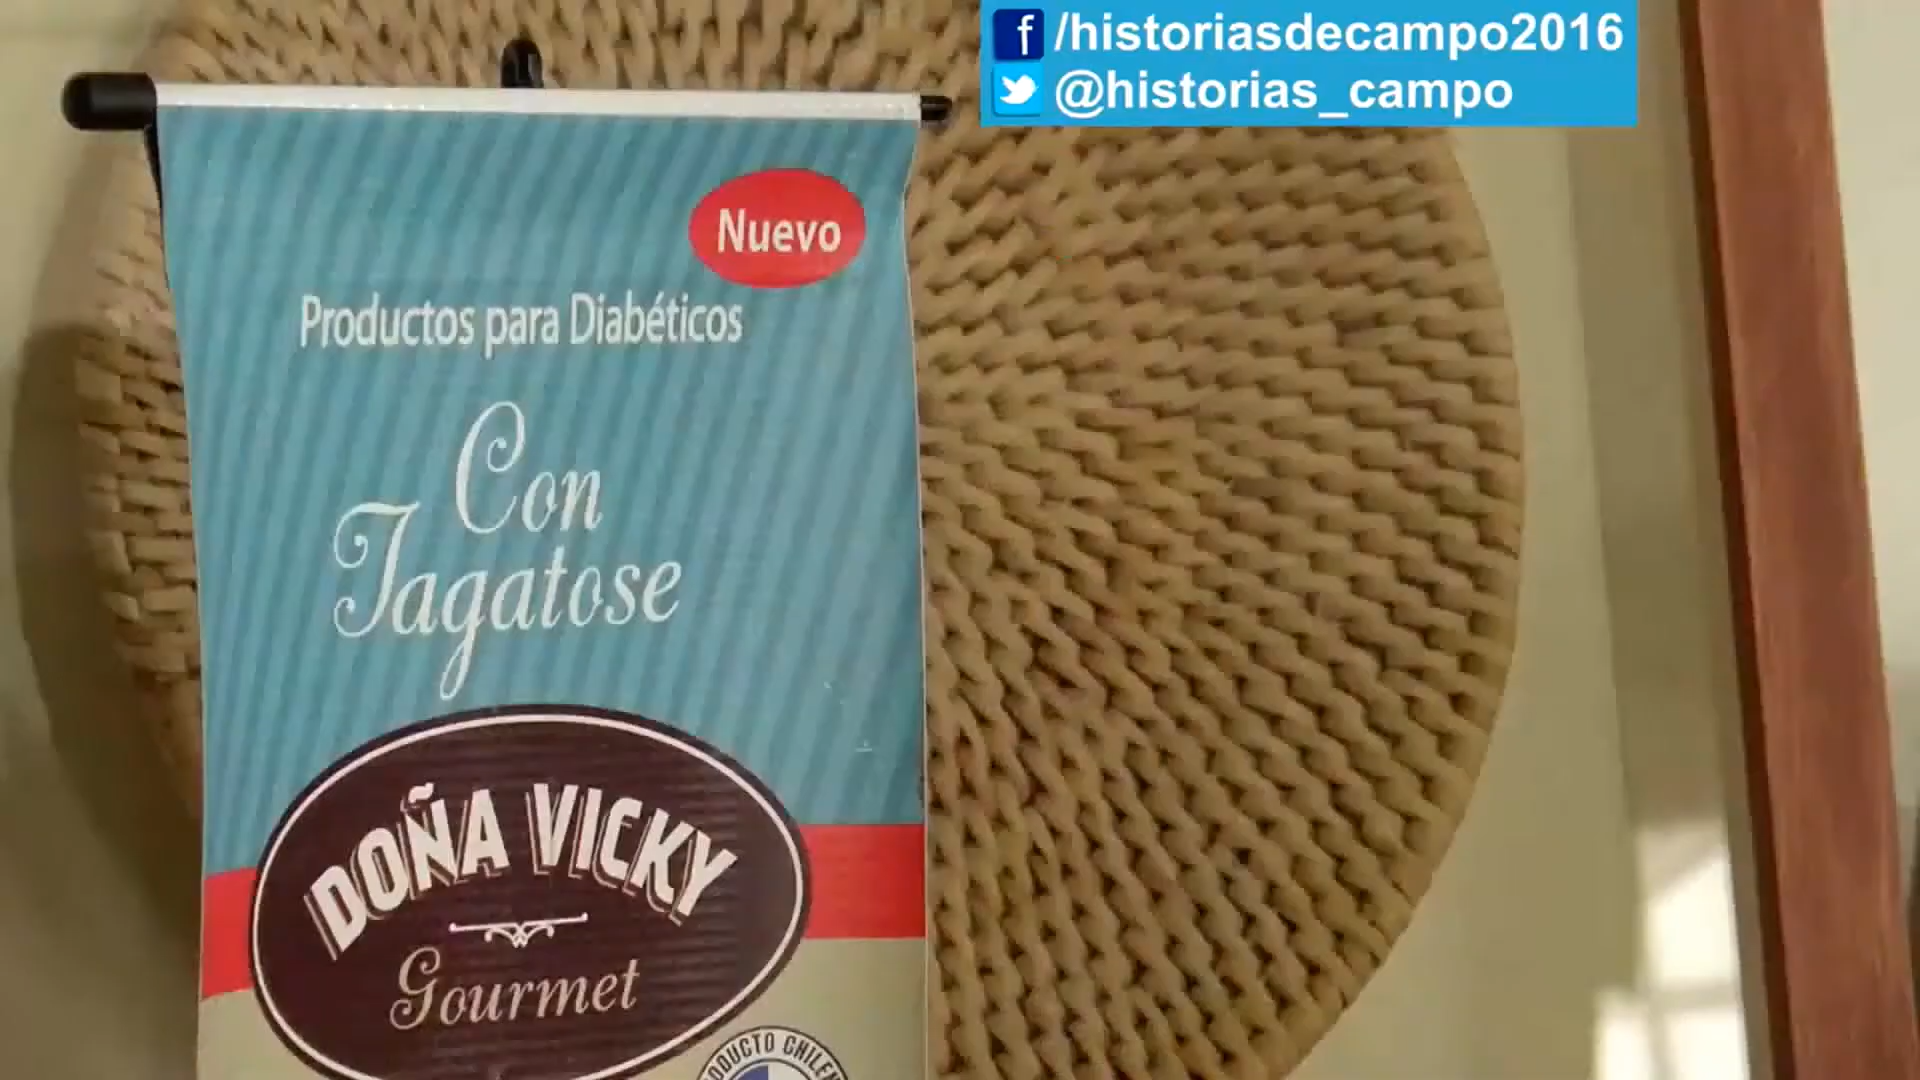 /historiasdecampo2016
@historias_campo
Nuevo
Productos para Diabéticos
Con
Tagatose
DOÑA VICKY
Gourmet